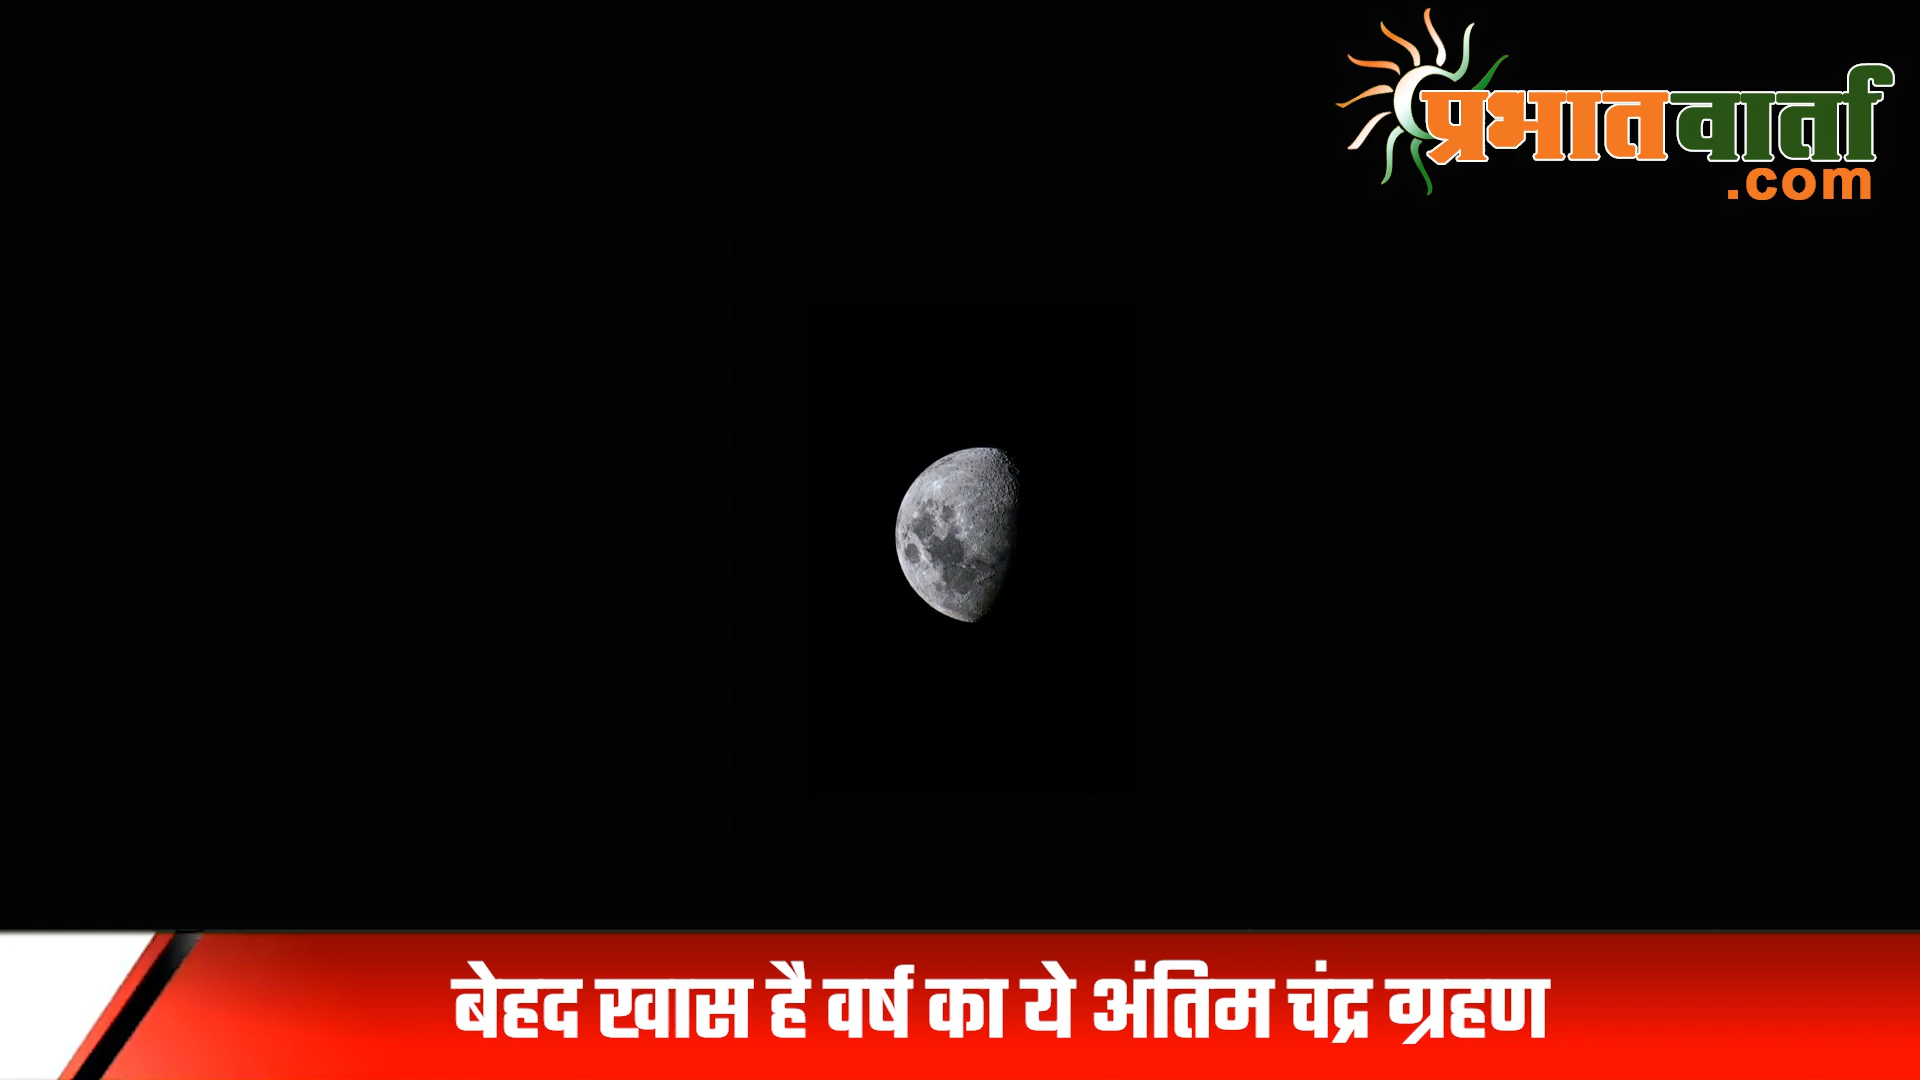 प्रभातवार्ता
.com
बेहद खास है वर्ष का ये अंतिम चंद्र ग्रहण